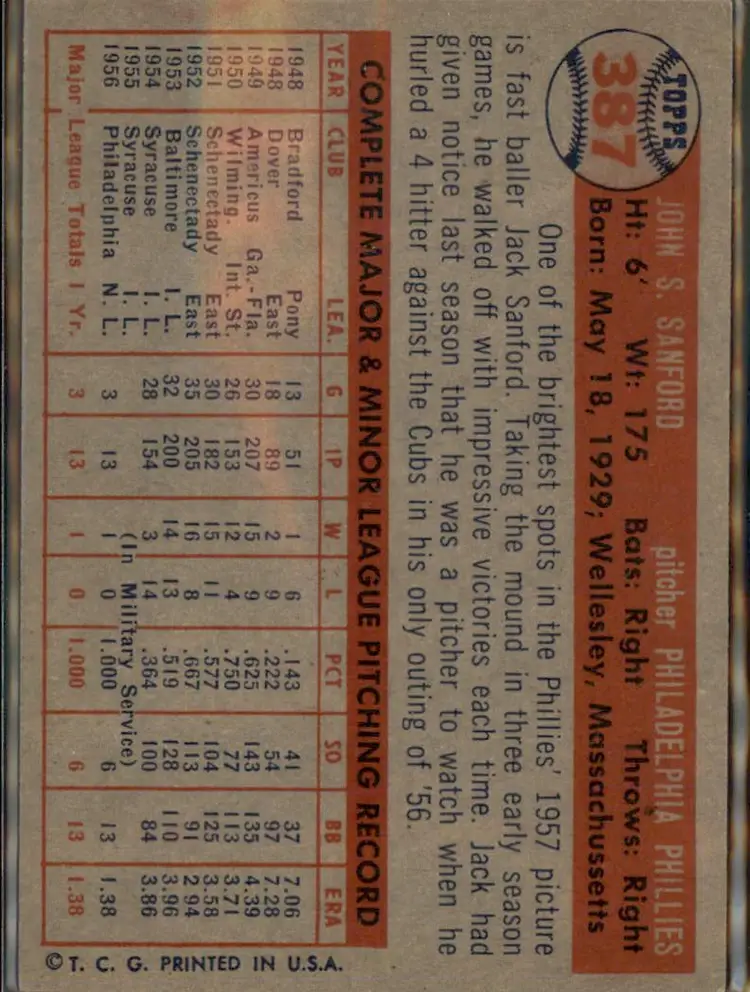 TOPPS
387
JOHN S. SANFORD pitcher PHILADELPHIA PHILLIES
Ht: 6' Wt: 175 Bats: Right Throws: Right
Born: May 18, 1929; Wellesley, Massachusetts
One of the brightest spots in the Phillies' 1957 picture
is fast baller Jack Sanford. Taking the mound in three early season
games, he walked off with impressive victories each time. Jack had
given notice last season that he was a pitcher to watch when he
hurled a 4 hitter against the Cubs in his only outing of '56.
COMPLETE MAJOR & MINOR LEAGUE PITCHING RECORD
YEAR CLUB LEA. G IP W L PCT SO BB ERA
1948 Bradford Pony 13 51 1 6 .143 41 37 7.06
1948 Dover East 18 89 2 9 .222 54 97 7.28
1949 Americus Ga.-Fla. 30 207 15 9 .625 143 135 4.39
1950 Wilming. Int. St. 26 153 12 4 .750 77 113 3.71
1951 Schenectady East 30 182 15 11 .577 104 125 3.58
1952 Schenectady East 35 205 16 8 .667 113 91 2.94
1953 Baltimore I. L. 32 200 14 13 .519 128 110 3.96
1954 Syracuse I. L. 28 154 3 14 .364 100 84 3.86
1955 Syracuse I. L. (In Military Service)
1956 Philadelphia N. L. 3 13 1 0 1.000 6 13 1.38
Major League Totals 1 Yr. 3 13 1 0 1.000 6 13 1.38
© T. C. G. PRINTED IN U.S.A.